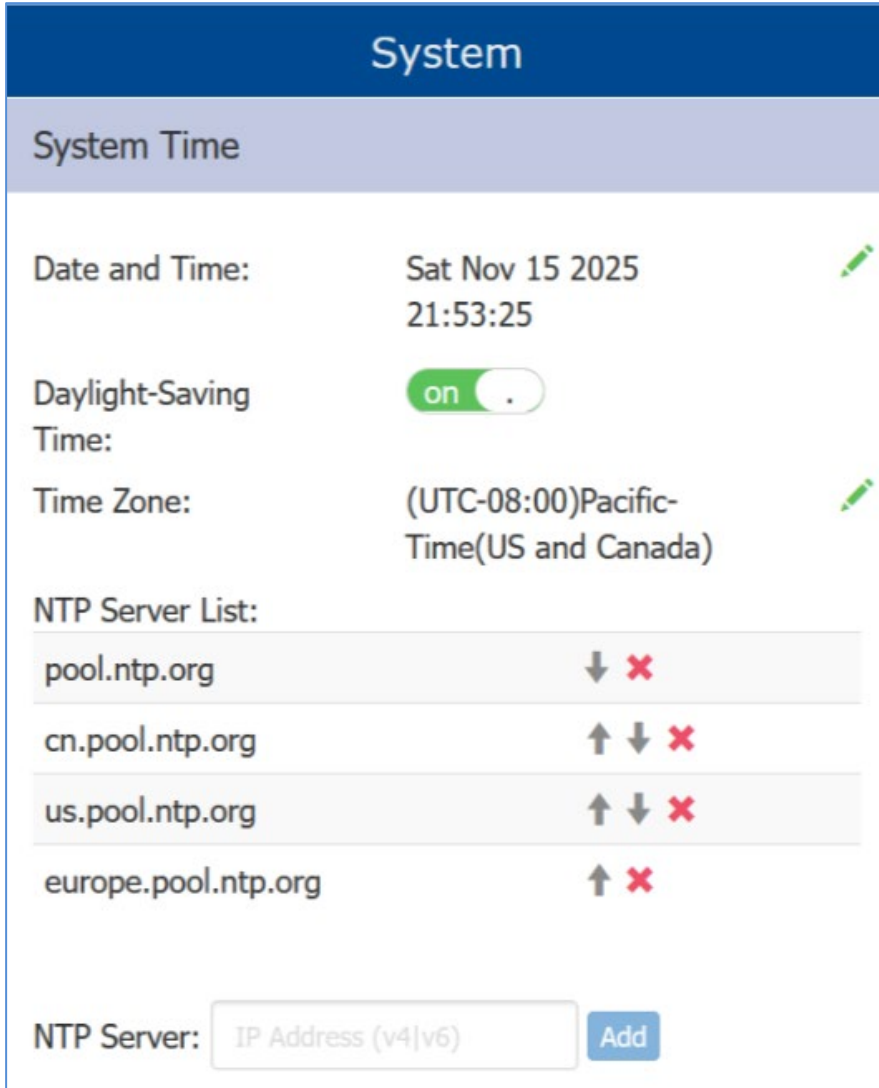 System
System Time
Date and Time: Sat Nov 15 2025
21:53:25
Daylight-Saving on .
Time:
Time Zone: (UTC-08:00)Pacific-
Time(US and Canada)
NTP Server List:
pool.ntp.org
cn.pool.ntp.org
us.pool.ntp.org
europe.pool.ntp.org
NTP Server: IP Address (v4|v6) Add